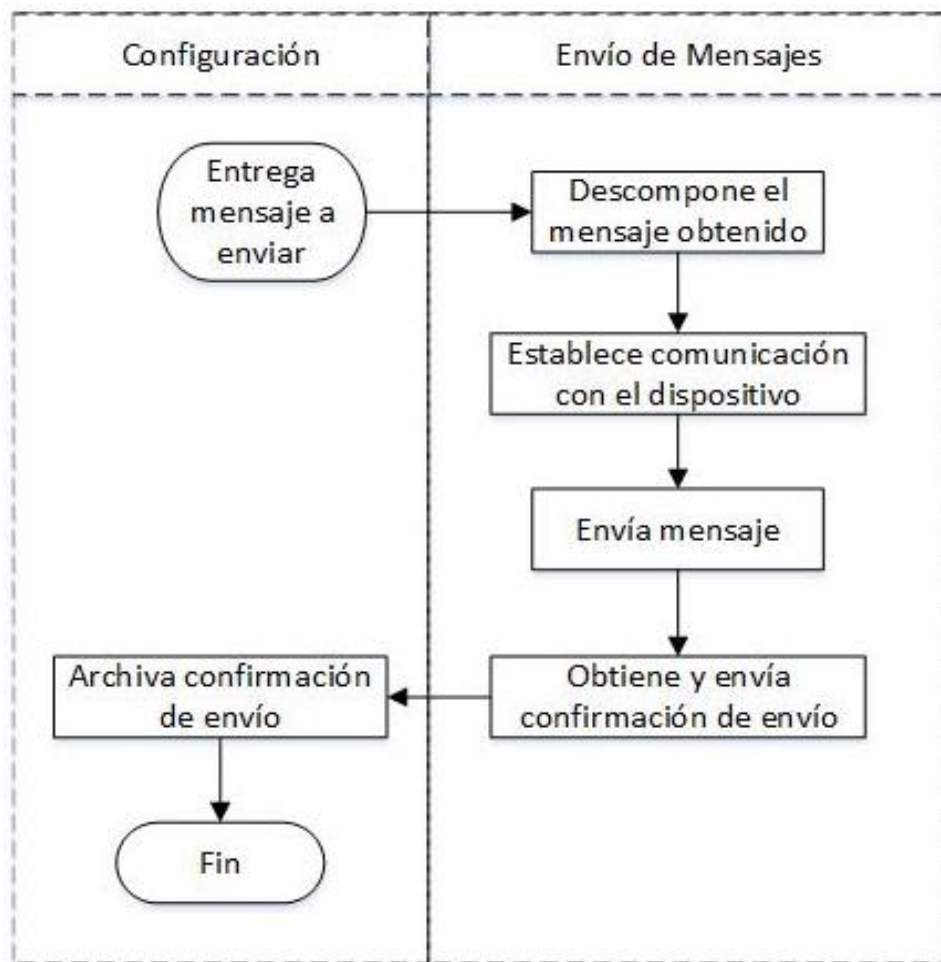 Configuración
Envío de Mensajes
Entrega
mensaje a
enviar
Descompone el
mensaje obtenido
Establece comunicación
con el dispositivo
Envía mensaje
Obtiene y envía
confirmación de envío
Archiva confirmación
de envío
Fin